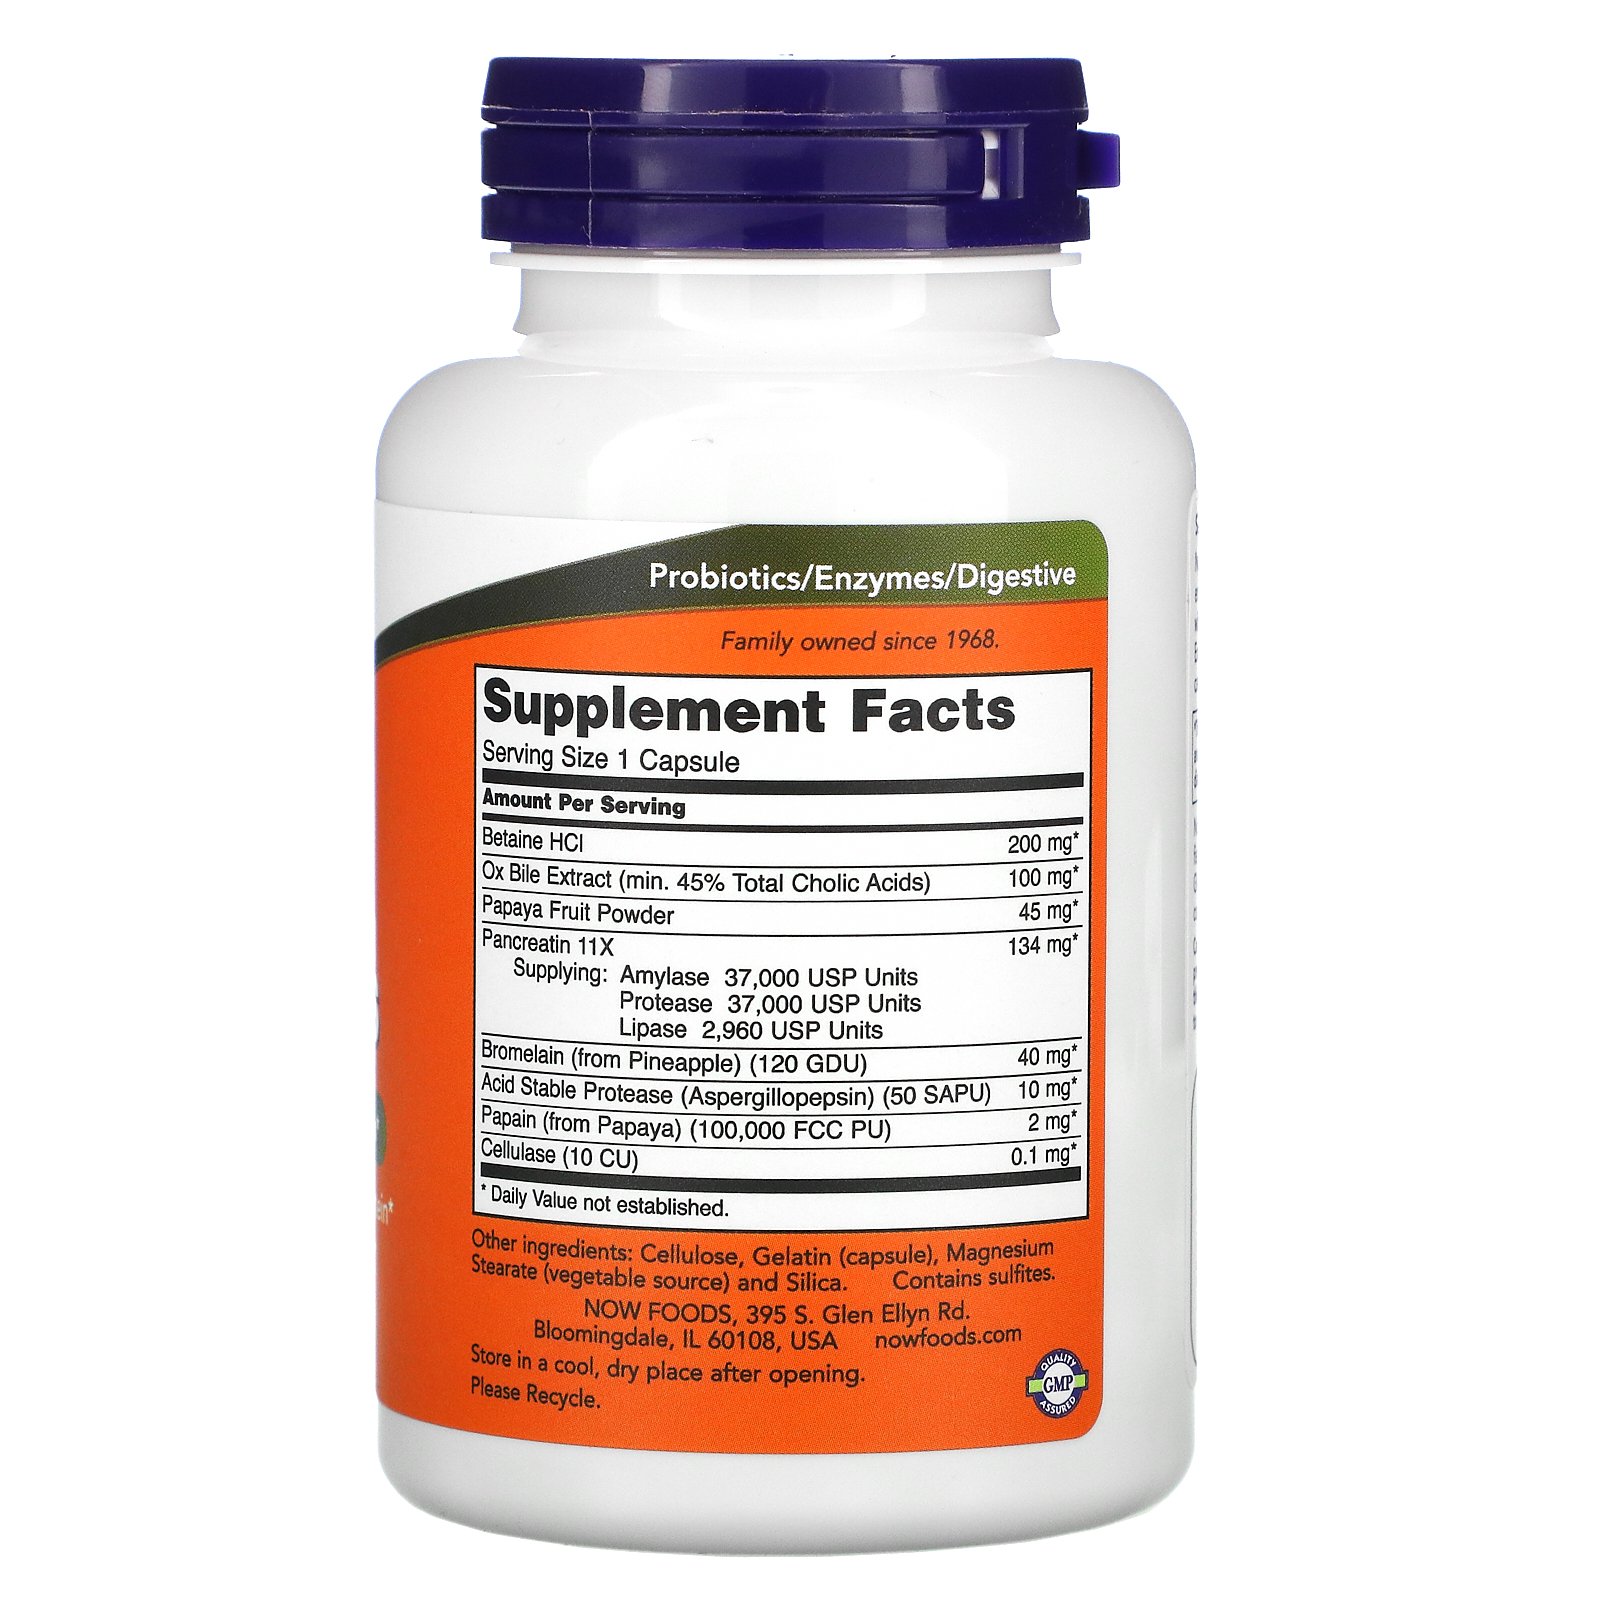 Probiotics/Enzymes/Digestive
Family owned since 1968.
Supplement Facts
Serving Size 1 Capsule
Amount Per Serving
Betaine HCl 200 mg*
Ox Bile Extract (min. 45% Total Cholic Acids) 100 mg*
Papaya Fruit Powder 45 mg*
Pancreatin 11X 134 mg*
Supplying: Amylase 37,000 USP Units
Protease 37,000 USP Units
Lipase 2,960 USP Units
Bromelain (from Pineapple) (120 GDU) 40 mg*
Acid Stable Protease (Aspergillopepsin) (50 SAPU) 10 mg*
Papain (from Papaya) (100,000 FCC PU) 2 mg*
Cellulase (10 CU) 0.1 mg*
* Daily Value not established.
Other ingredients: Cellulose, Gelatin (capsule), Magnesium
Stearate (vegetable source) and Silica. Contains sulfites.
NOW FOODS, 395 S. Glen Ellyn Rd.
Bloomingdale, IL 60108, USA nowfoods.com
Store in a cool, dry place after opening.
Please Recycle.
QUALITY
GMP
ASSURED